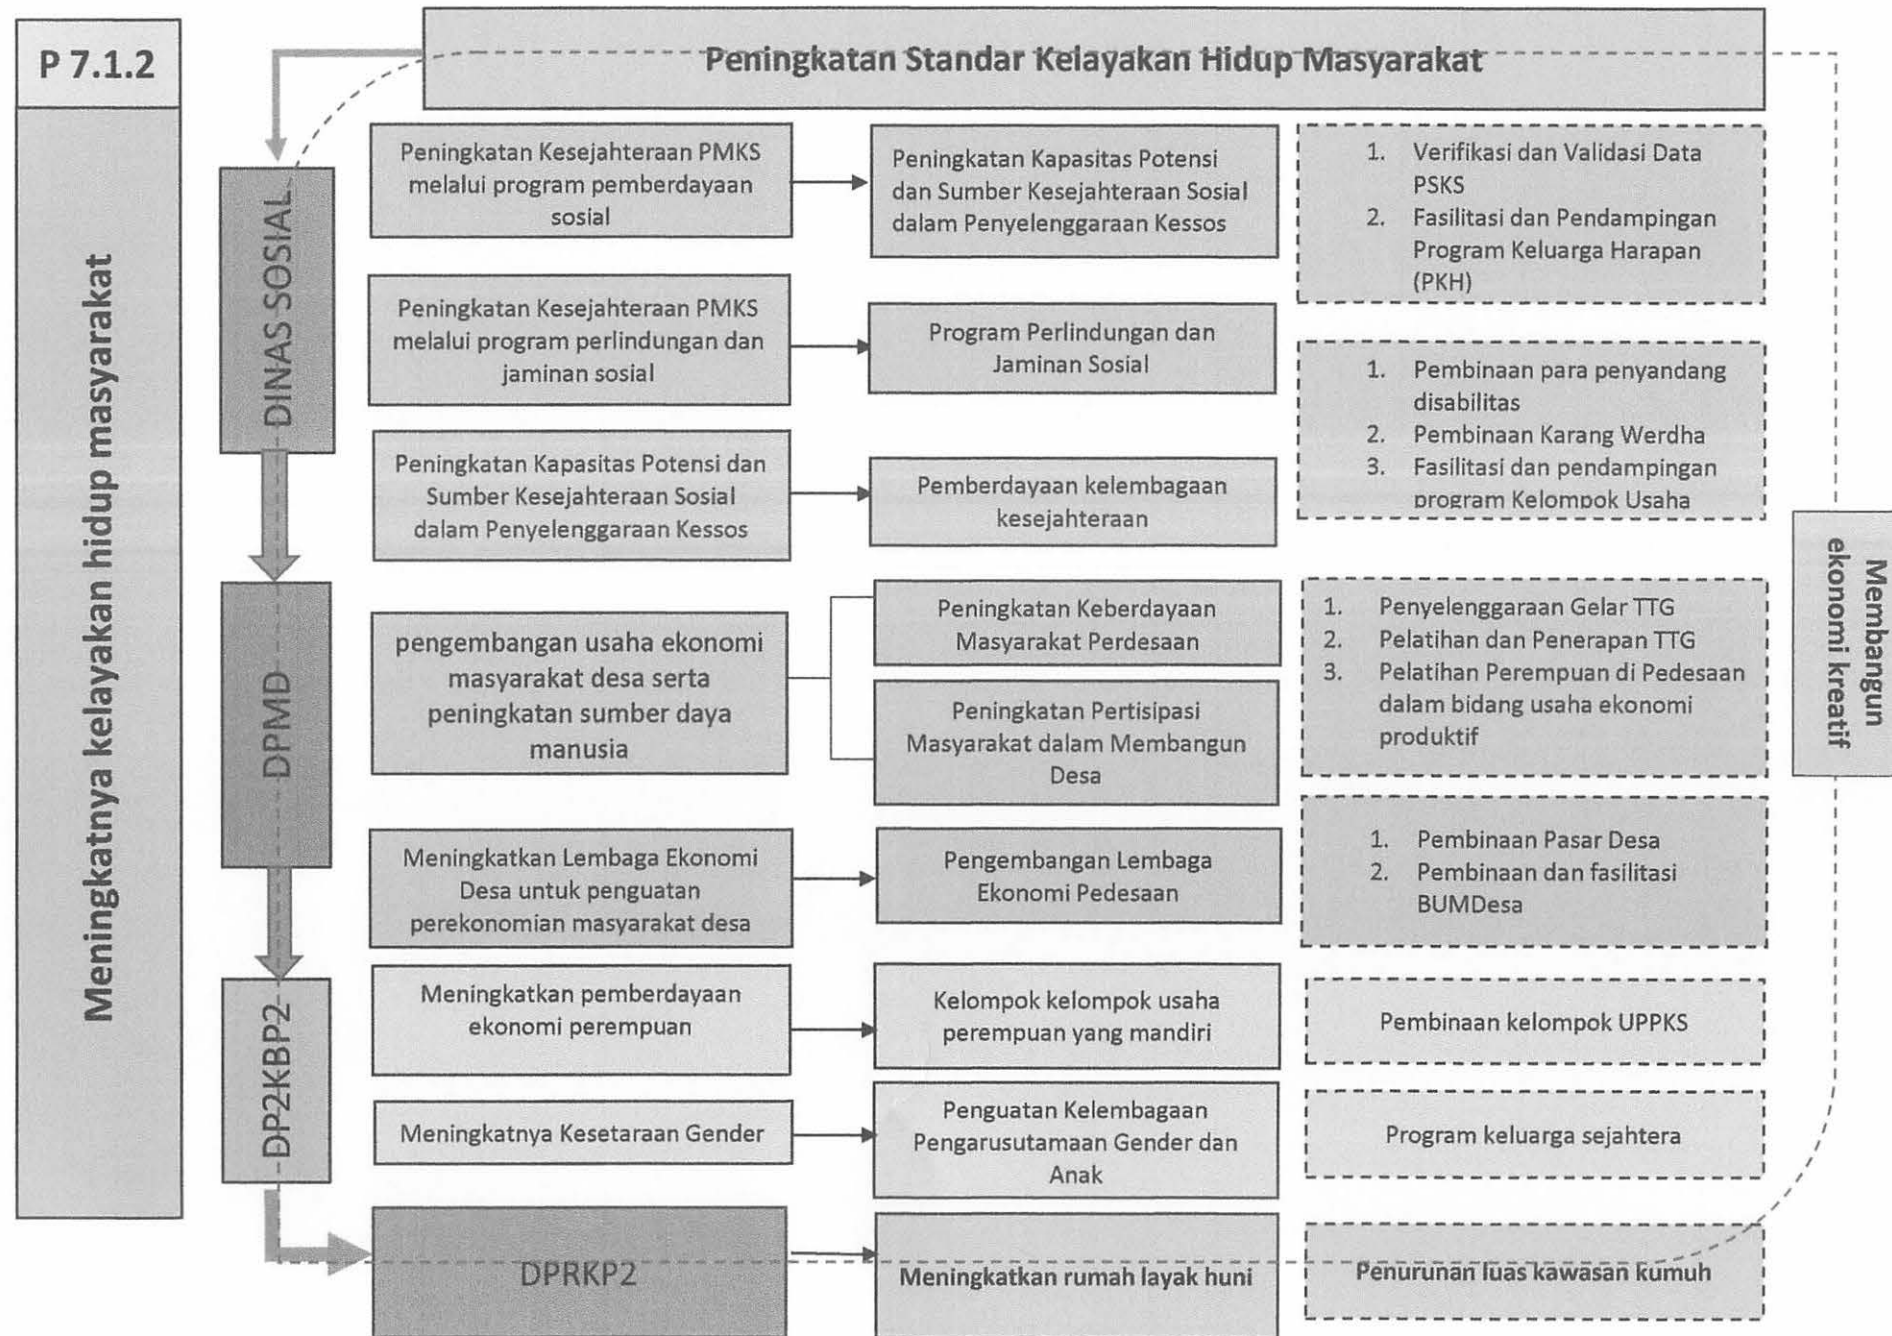 P 7.1.2
Meningkatnya kelayakan hidup masyarakat
Peningkatan Standar Kelayakan Hidup Masyarakat
DINAS SOSIAL
Peningkatan Kesejahteraan PMKS
melalui program pemberdayaan
sosial
Peningkatan Kapasitas Potensi
dan Sumber Kesejahteraan Sosial
dalam Penyelenggaraan Kessos
1. Verifikasi dan Validasi Data
PSKS
2. Fasilitasi dan Pendampingan
Program Keluarga Harapan
(PKH)
Peningkatan Kesejahteraan PMKS
melalui program perlindungan dan
jaminan sosial
Program Perlindungan dan
Jaminan Sosial
1. Pembinaan para penyandang
disabilitas
2. Pembinaan Karang Werdha
3. Fasilitasi dan pendampingan
program Kelompok Usaha
Peningkatan Kapasitas Potensi dan
Sumber Kesejahteraan Sosial
dalam Penyelenggaraan Kessos
Pemberdayaan kelembagaan
kesejahteraan
DPMD
pengembangan usaha ekonomi
masyarakat desa serta
peningkatan sumber daya
manusia
Peningkatan Keberdayaan
Masyarakat Perdesaan
Peningkatan Pertisipasi
Masyarakat dalam Membangun
Desa
1. Penyelenggaraan Gelar TTG
2. Pelatihan dan Penerapan TTG
3. Pelatihan Perempuan di Pedesaan
dalam bidang usaha ekonomi
produktif
Meningkatkan Lembaga Ekonomi
Desa untuk penguatan
perekonomian masyarakat desa
Pengembangan Lembaga
Ekonomi Pedesaan
1. Pembinaan Pasar Desa
2. Pembinaan dan fasilitasi
BUMDesa
DP2KBP2
Meningkatkan pemberdayaan
ekonomi perempuan
Kelompok kelompok usaha
perempuan yang mandiri
Pembinaan kelompok UPPKS
Meningkatnya Kesetaraan Gender
Penguatan Kelembagaan
Pengarusutamaan Gender dan
Anak
Program keluarga sejahtera
DPRKP2
Meningkatkan rumah layak huni
Penurunan luas kawasan kumuh
Membangun
ekonomi kreatif